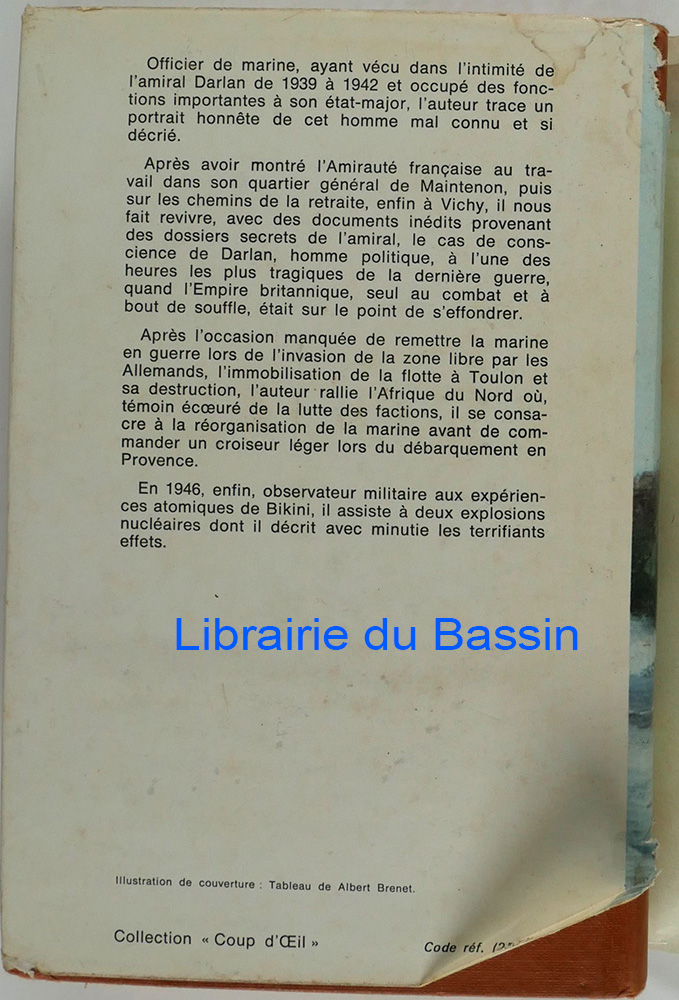 Officier de marine, ayant vécu dans l'intimité de
l'amiral Darlan de 1939 à 1942 et occupé des fonc-
tions importantes à son état-major, l'auteur trace un
portrait honnête de cet homme mal connu et si
décrié.
Après avoir montré l'Amirauté française au tra-
vail dans son quartier général de Maintenon, puis
sur les chemins de la retraite, enfin à Vichy, il nous
fait revivre, avec des documents inédits provenant
des dossiers secrets de l'amiral, le cas de cons-
cience de Darlan, homme politique, à l'une des
heures les plus tragiques de la dernière guerre,
quand l'Empire britannique, seul au combat et à
bout de souffle, était sur le point de s'effondrer.
Après l'occasion manquée de remettre la marine
en guerre lors de l'invasion de la zone libre par les
Allemands, l'immobilisation de la flotte à Toulon et
sa destruction, l'auteur rallie l'Afrique du Nord où,
témoin écœuré de la lutte des factions, il se consa-
cre à la réorganisation de la marine avant de com-
mander un croiseur léger lors du débarquement en
Provence.
En 1946, enfin, observateur militaire aux expérien-
ces atomiques de Bikini, il assiste à deux explosions
nucléaires dont il décrit avec minutie les terrifiants
effets.
Librairie du Bassin
Illustration de couverture : Tableau de Albert Brenet.
Collection « Coup d'Œil »
Code réf.